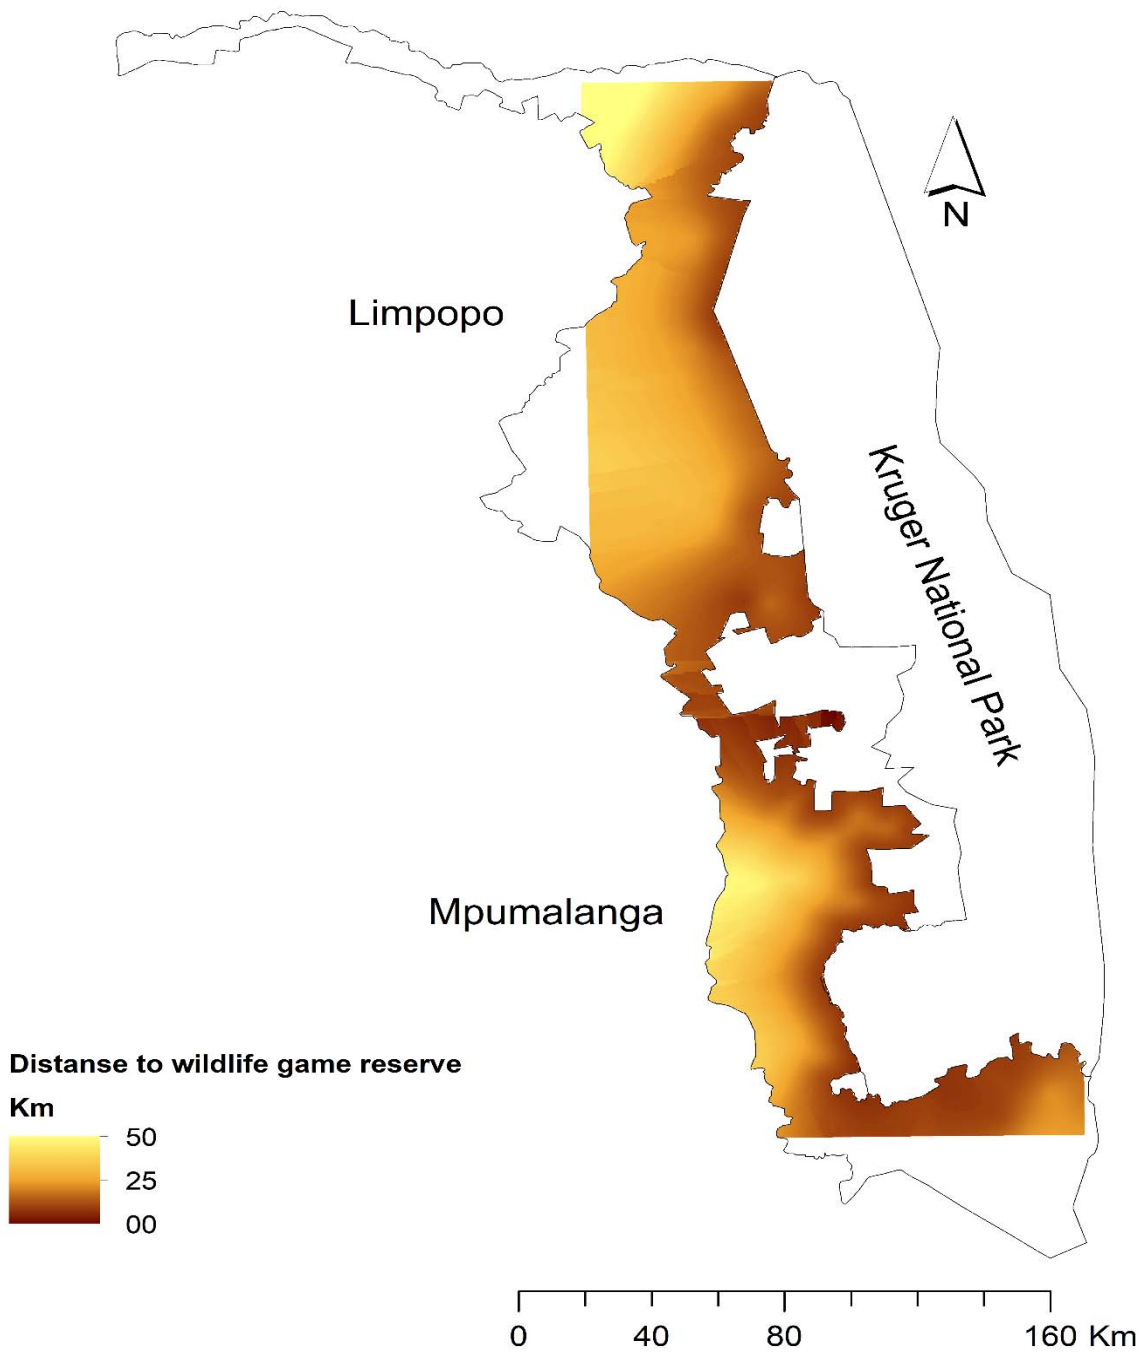 N
Limpopo
Kruger National Park
Mpumalanga
Distanse to wildlife game reserve
Km
50
25
00
0 40 80 160 Km